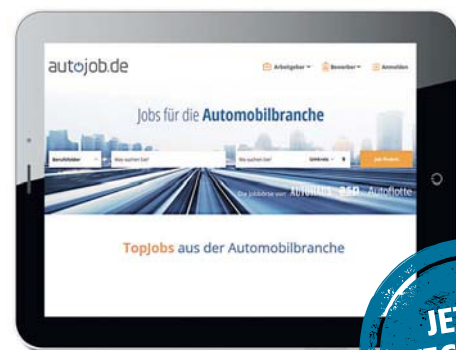 autojob.de
Arbeitgeber Bewerber Anmelden
Jobs für die Automobilbranche
Berufsfelder Was suchen Sie? Wo suchen Sie? Umkreis Job finden
Die Jobbörse von AUTOHAUS asp Autoflotte
TopJobs aus der Automobilbranche